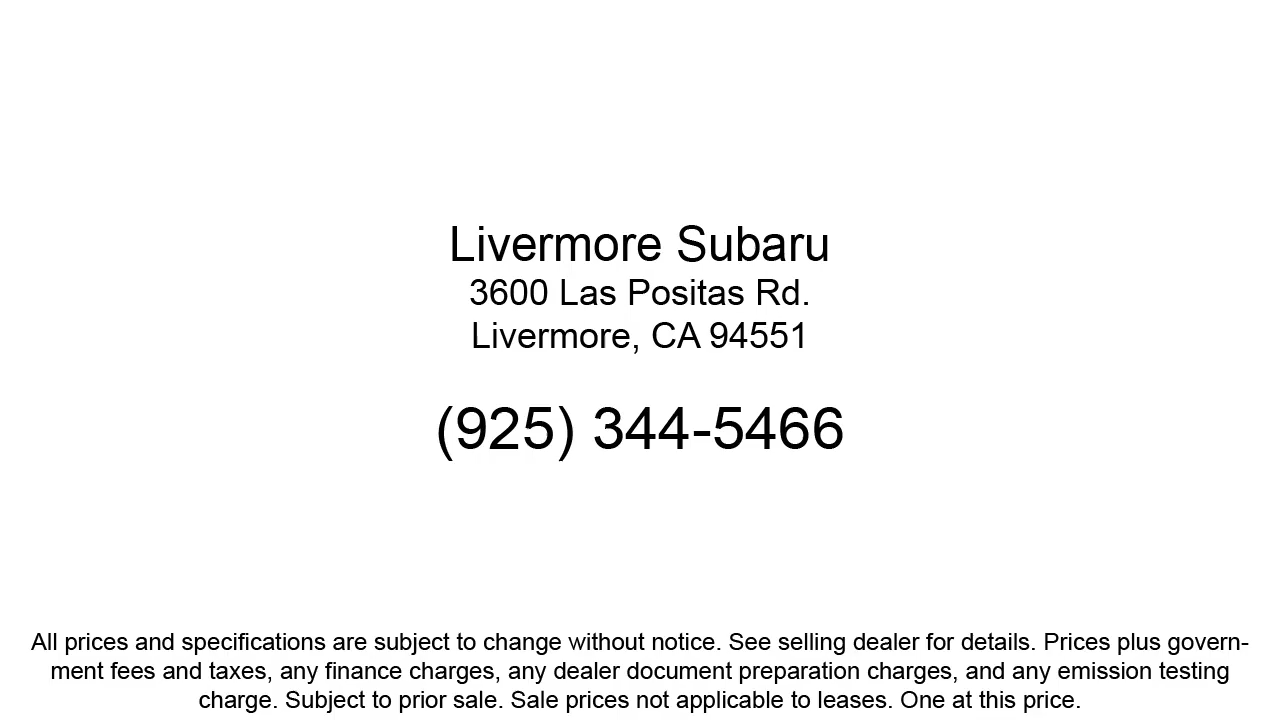 Livermore Subaru
3600 Las Positas Rd.
Livermore, CA 94551
(925) 344-5466
All prices and specifications are subject to change without notice. See selling dealer for details. Prices plus govern-
ment fees and taxes, any finance charges, any dealer document preparation charges, and any emission testing
charge. Subject to prior sale. Sale prices not applicable to leases. One at this price.